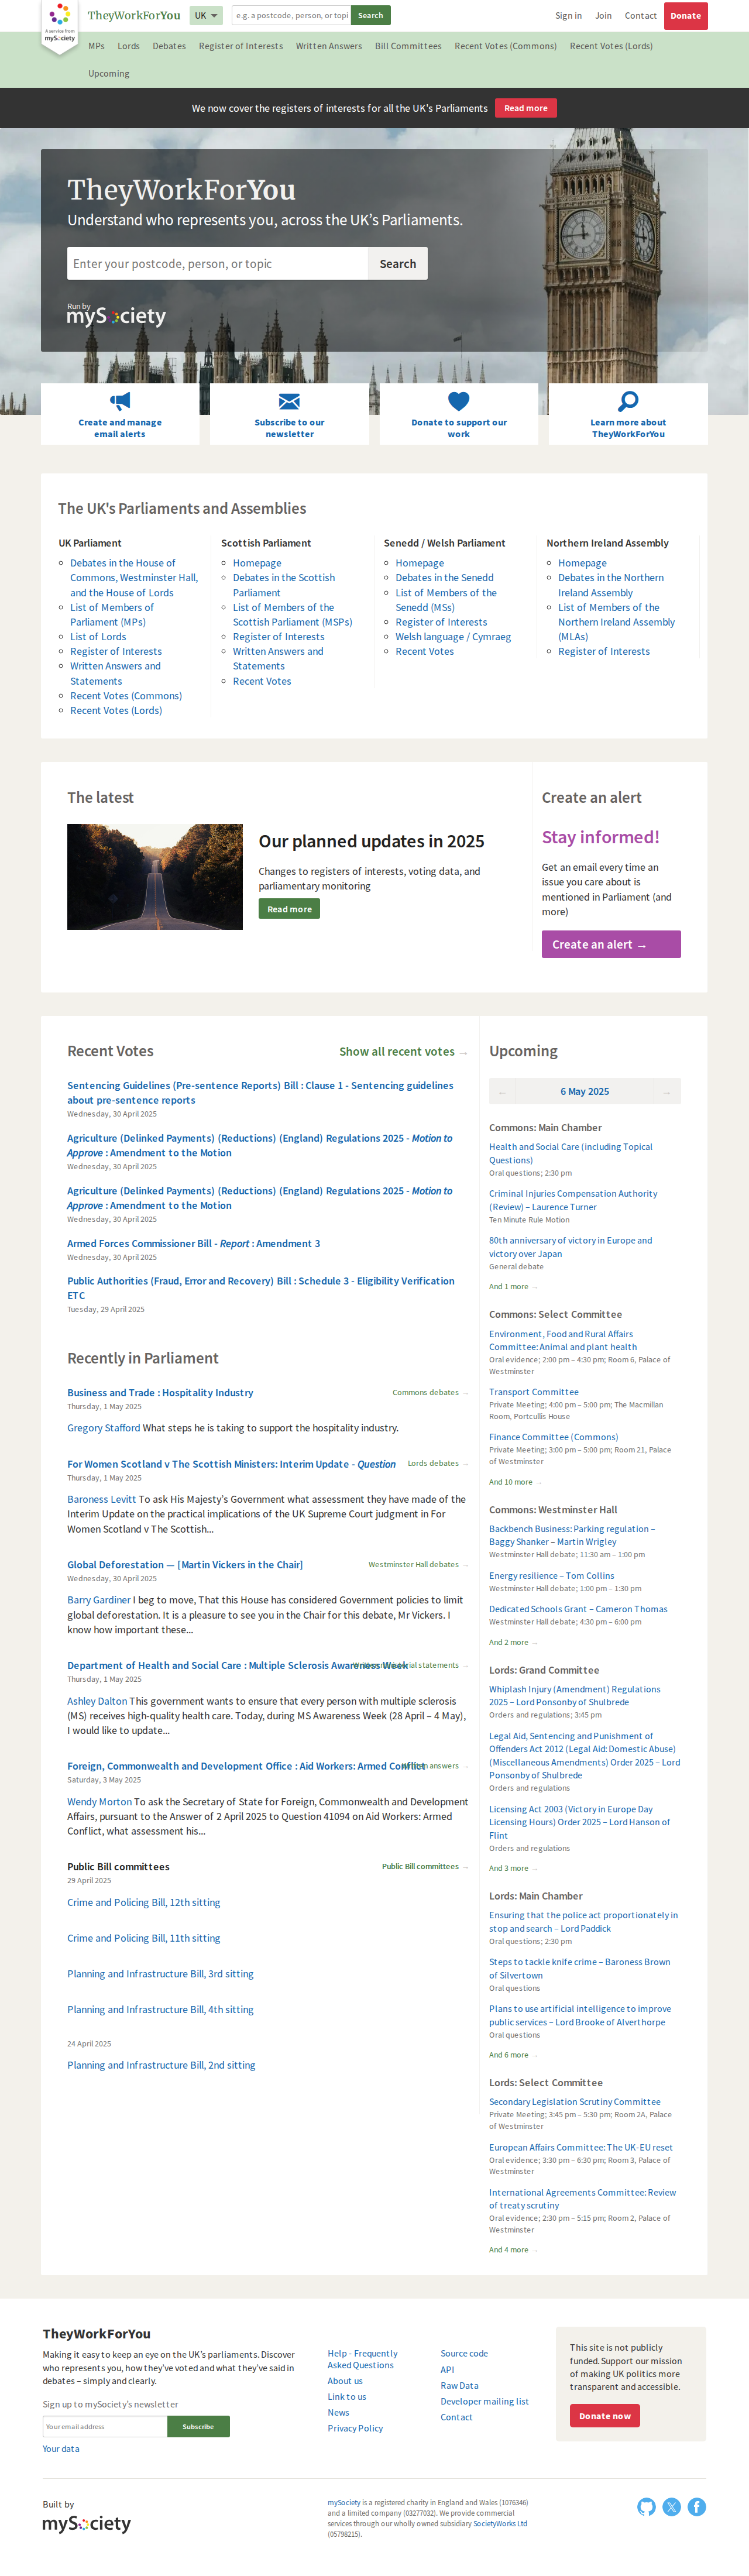 A service from
mySociety
TheyWorkForYou
UK
e.g. a postcode, person, or topi
Search
Sign in
Join
Contact
Donate
MPs
Lords
Debates
Register of Interests
Written Answers
Bill Committees
Recent Votes (Commons)
Recent Votes (Lords)
Upcoming
We now cover the registers of interests for all the UK's Parliaments
Read more
TheyWorkForYou
Understand who represents you, across the UK's Parliaments.
Enter your postcode, person, or topic
Search
Run by
mySociety
Create and manage
email alerts
Subscribe to our
newsletter
Donate to support our
work
Learn more about
TheyWorkForYou
The UK's Parliaments and Assemblies
UK Parliament
Debates in the House of
Commons, Westminster Hall,
and the House of Lords
List of Members of
Parliament (MPs)
List of Lords
Register of Interests
Written Answers and
Statements
Recent Votes (Commons)
Recent Votes (Lords)
Scottish Parliament
Homepage
Debates in the Scottish
Parliament
List of Members of the
Scottish Parliament (MSPs)
Register of Interests
Written Answers and
Statements
Recent Votes
Senedd / Welsh Parliament
Homepage
Debates in the Senedd
List of Members of the
Senedd (MSs)
Register of Interests
Welsh language / Cymraeg
Recent Votes
Northern Ireland Assembly
Homepage
Debates in the Northern
Ireland Assembly
List of Members of the
Northern Ireland Assembly
(MLAs)
Register of Interests
The latest
Our planned updates in 2025
Changes to registers of interests, voting data, and
parliamentary monitoring
Read more
Create an alert
Stay informed!
Get an email every time an
issue you care about is
mentioned in Parliament (and
more)
Create an alert →
Recent Votes
Show all recent votes →
Sentencing Guidelines (Pre-sentence Reports) Bill : Clause 1 - Sentencing guidelines
about pre-sentence reports
Wednesday, 30 April 2025
Agriculture (Delinked Payments) (Reductions) (England) Regulations 2025 - Motion to
Approve : Amendment to the Motion
Wednesday, 30 April 2025
Agriculture (Delinked Payments) (Reductions) (England) Regulations 2025 - Motion to
Approve : Amendment to the Motion
Wednesday, 30 April 2025
Armed Forces Commissioner Bill - Report : Amendment 3
Wednesday, 30 April 2025
Public Authorities (Fraud, Error and Recovery) Bill : Schedule 3 - Eligibility Verification
ETC
Tuesday, 29 April 2025
Recently in Parliament
Business and Trade : Hospitality Industry
Commons debates →
Thursday, 1 May 2025
Gregory Stafford What steps he is taking to support the hospitality industry.
For Women Scotland v The Scottish Ministers: Interim Update - Question
Lords debates →
Thursday, 1 May 2025
Baroness Levitt To ask His Majesty's Government what assessment they have made of the
Interim Update on the practical implications of the UK Supreme Court judgment in For
Women Scotland v The Scottish...
Global Deforestation — [Martin Vickers in the Chair]
Westminster Hall debates →
Wednesday, 30 April 2025
Barry Gardiner I beg to move, That this House has considered Government policies to limit
global deforestation. It is a pleasure to see you in the Chair for this debate, Mr Vickers. I
know how important these...
Department of Health and Social Care : Multiple Sclerosis Awareness Week
statements →
Thursday, 1 May 2025
Ashley Dalton This government wants to ensure that every person with multiple sclerosis
(MS) receives high-quality health care. Today, during MS Awareness Week (28 April – 4 May),
I would like to update...
Foreign, Commonwealth and Development Office : Aid Workers: Armed Conflict
answers →
Saturday, 3 May 2025
Wendy Morton To ask the Secretary of State for Foreign, Commonwealth and Development
Affairs, pursuant to the Answer of 2 April 2025 to Question 41094 on Aid Workers: Armed
Conflict, what assessment his...
Public Bill committees
Public Bill committees →
29 April 2025
Crime and Policing Bill, 12th sitting
Crime and Policing Bill, 11th sitting
Planning and Infrastructure Bill, 3rd sitting
Planning and Infrastructure Bill, 4th sitting
24 April 2025
Planning and Infrastructure Bill, 2nd sitting
Upcoming
← 6 May 2025 →
Commons: Main Chamber
Health and Social Care (including Topical
Questions)
Oral questions; 2:30 pm
Criminal Injuries Compensation Authority
(Review) – Laurence Turner
Ten Minute Rule Motion
80th anniversary of victory in Europe and
victory over Japan
General debate
And 1 more →
Commons: Select Committee
Environment, Food and Rural Affairs
Committee: Animal and plant health
Oral evidence; 2:00 pm – 4:30 pm; Room 6, Palace of
Westminster
Transport Committee
Private Meeting; 4:00 pm – 5:00 pm; The Macmillan
Room, Portcullis House
Finance Committee (Commons)
Private Meeting; 3:00 pm – 5:00 pm; Room 21, Palace
of Westminster
And 10 more →
Commons: Westminster Hall
Backbench Business: Parking regulation –
Baggy Shanker – Martin Wrigley
Westminster Hall debate; 11:30 am – 1:00 pm
Energy resilience – Tom Collins
Westminster Hall debate; 1:00 pm – 1:30 pm
Dedicated Schools Grant – Cameron Thomas
Westminster Hall debate; 4:30 pm – 6:00 pm
And 2 more →
Lords: Grand Committee
Whiplash Injury (Amendment) Regulations
2025 – Lord Ponsonby of Shulbrede
Orders and regulations; 3:45 pm
Legal Aid, Sentencing and Punishment of
Offenders Act 2012 (Legal Aid: Domestic Abuse)
(Miscellaneous Amendments) Order 2025 – Lord
Ponsonby of Shulbrede
Orders and regulations
Licensing Act 2003 (Victory in Europe Day
Licensing Hours) Order 2025 – Lord Hanson of
Flint
Orders and regulations
And 3 more →
Lords: Main Chamber
Ensuring that the police act proportionately in
stop and search – Lord Paddick
Oral questions; 2:30 pm
Steps to tackle knife crime – Baroness Brown
of Silvertown
Oral questions
Plans to use artificial intelligence to improve
public services – Lord Brooke of Alverthorpe
Oral questions
And 6 more →
Lords: Select Committee
Secondary Legislation Scrutiny Committee
Private Meeting; 3:45 pm – 5:30 pm; Room 2A, Palace
of Westminster
European Affairs Committee: The UK-EU reset
Oral evidence; 3:30 pm – 6:30 pm; Room 3, Palace of
Westminster
International Agreements Committee: Review
of treaty scrutiny
Oral evidence; 2:30 pm – 5:15 pm; Room 2, Palace of
Westminster
And 4 more →
TheyWorkForYou
Making it easy to keep an eye on the UK's parliaments. Discover
who represents you, how they've voted and what they've said in
debates – simply and clearly.
Sign up to mySociety's newsletter
Your email address
Subscribe
Your data
Help - Frequently
Asked Questions
About us
Link to us
News
Privacy Policy
Source code
API
Raw Data
Developer mailing list
Contact
This site is not publicly
funded. Support our mission
of making UK politics more
transparent and accessible.
Donate now
Built by
mySociety
mySociety is a registered charity in England and Wales (1076346)
and a limited company (03277032). We provide commercial
services through our wholly owned subsidiary SocietyWorks Ltd
(05798215).